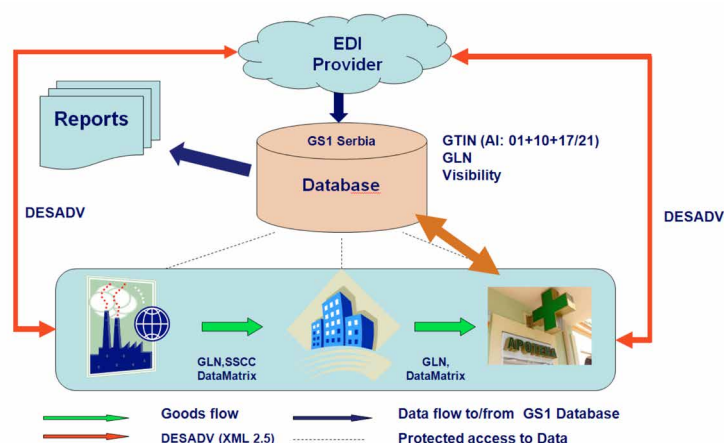 EDI
Provider
Reports
GS1 Serbia
Database
GTIN (AI: 01+10+17/21)
GLN
Visibility
DESADV
DESADV
GLN,SSCC
DataMatrix
GLN,
DataMatrix
APOTEKA
Goods flow
Data flow to/from GS1 Database
DESADV (XML 2.5)
Protected access to Data